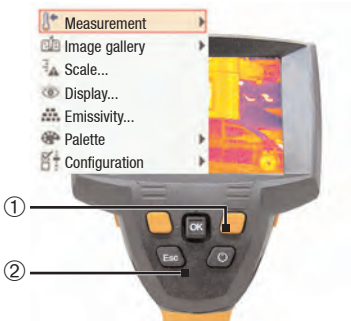 Measurement
Image gallery
Scale...
Display...
Emissivity...
Palette
Configuration
①
OK
②
Esc